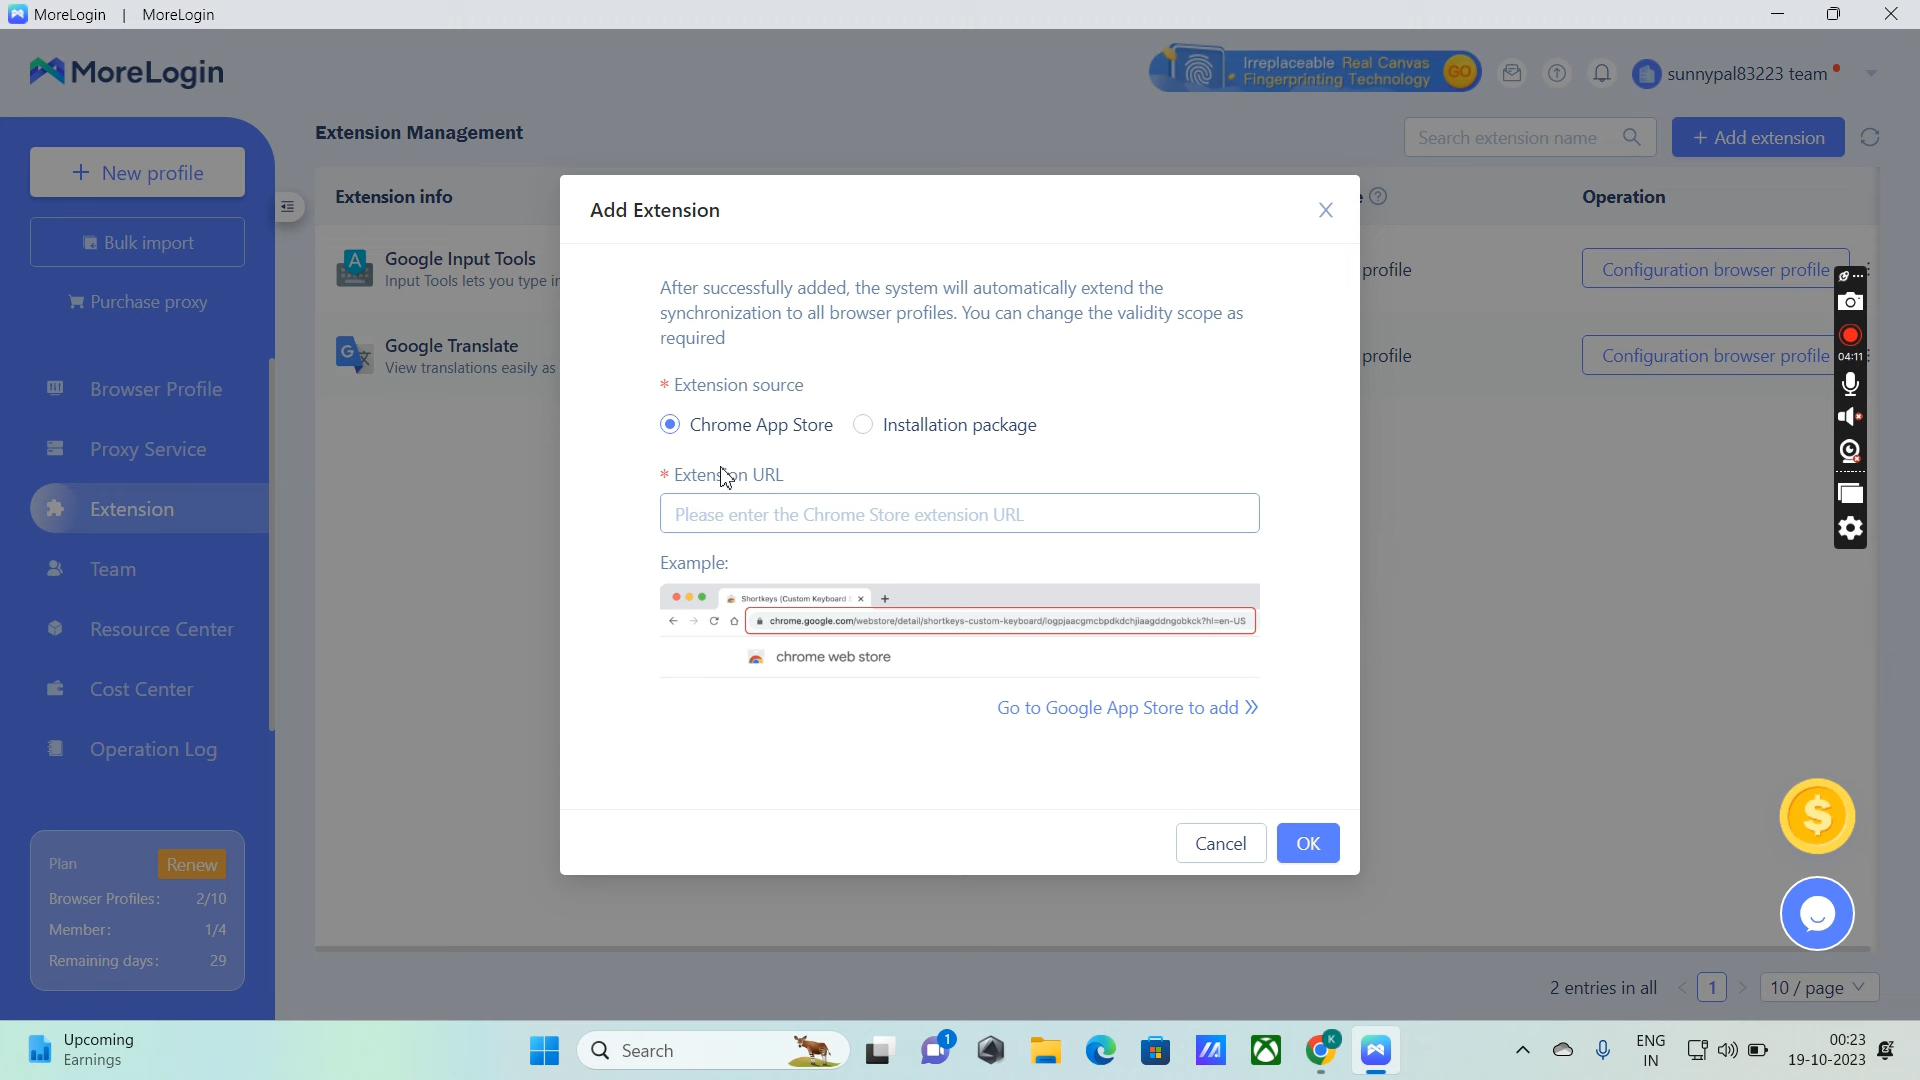 MoreLogin | MoreLogin
MoreLogin
Irreplaceable Real Canvas
Fingerprinting Technology
GO
sunnypal83223 team
Extension Management
Search extension name
+ Add extension
+ New profile
Bulk import
Purchase proxy
Browser Profile
Proxy Service
Extension
Team
Resource Center
Cost Center
Operation Log
Plan
Renew
Browser Profiles: 2/10
Member: 1/4
Remaining days: 29
Extension info
Operation
Google Input Tools
Input Tools lets you type in
profile
Configuration browser profile
Google Translate
View translations easily as
profile
Configuration browser profile
Add Extension
After successfully added, the system will automatically extend the
synchronization to all browser profiles. You can change the validity scope as
required
* Extension source
Chrome App Store
Installation package
* Extension URL
Please enter the Chrome Store extension URL
Example:
Shortkeys (Custom Keyboard
chrome.google.com/webstore/detail/shortkeys-custom-keyboard/logpjaacgmcbpdkdchjiaagddngobkck?hl=en-US
chrome web store
Go to Google App Store to add »
Cancel
OK
04:11
2 entries in all
1
10 / page
Upcoming
Earnings
Search
1
K
ENG
IN
00:23
19-10-2023